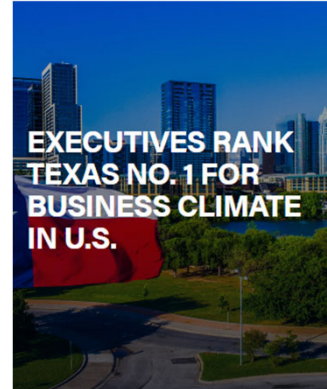 EXECUTIVES RANK
TEXAS NO. 1 FOR
BUSINESS CLIMATE
IN U.S.